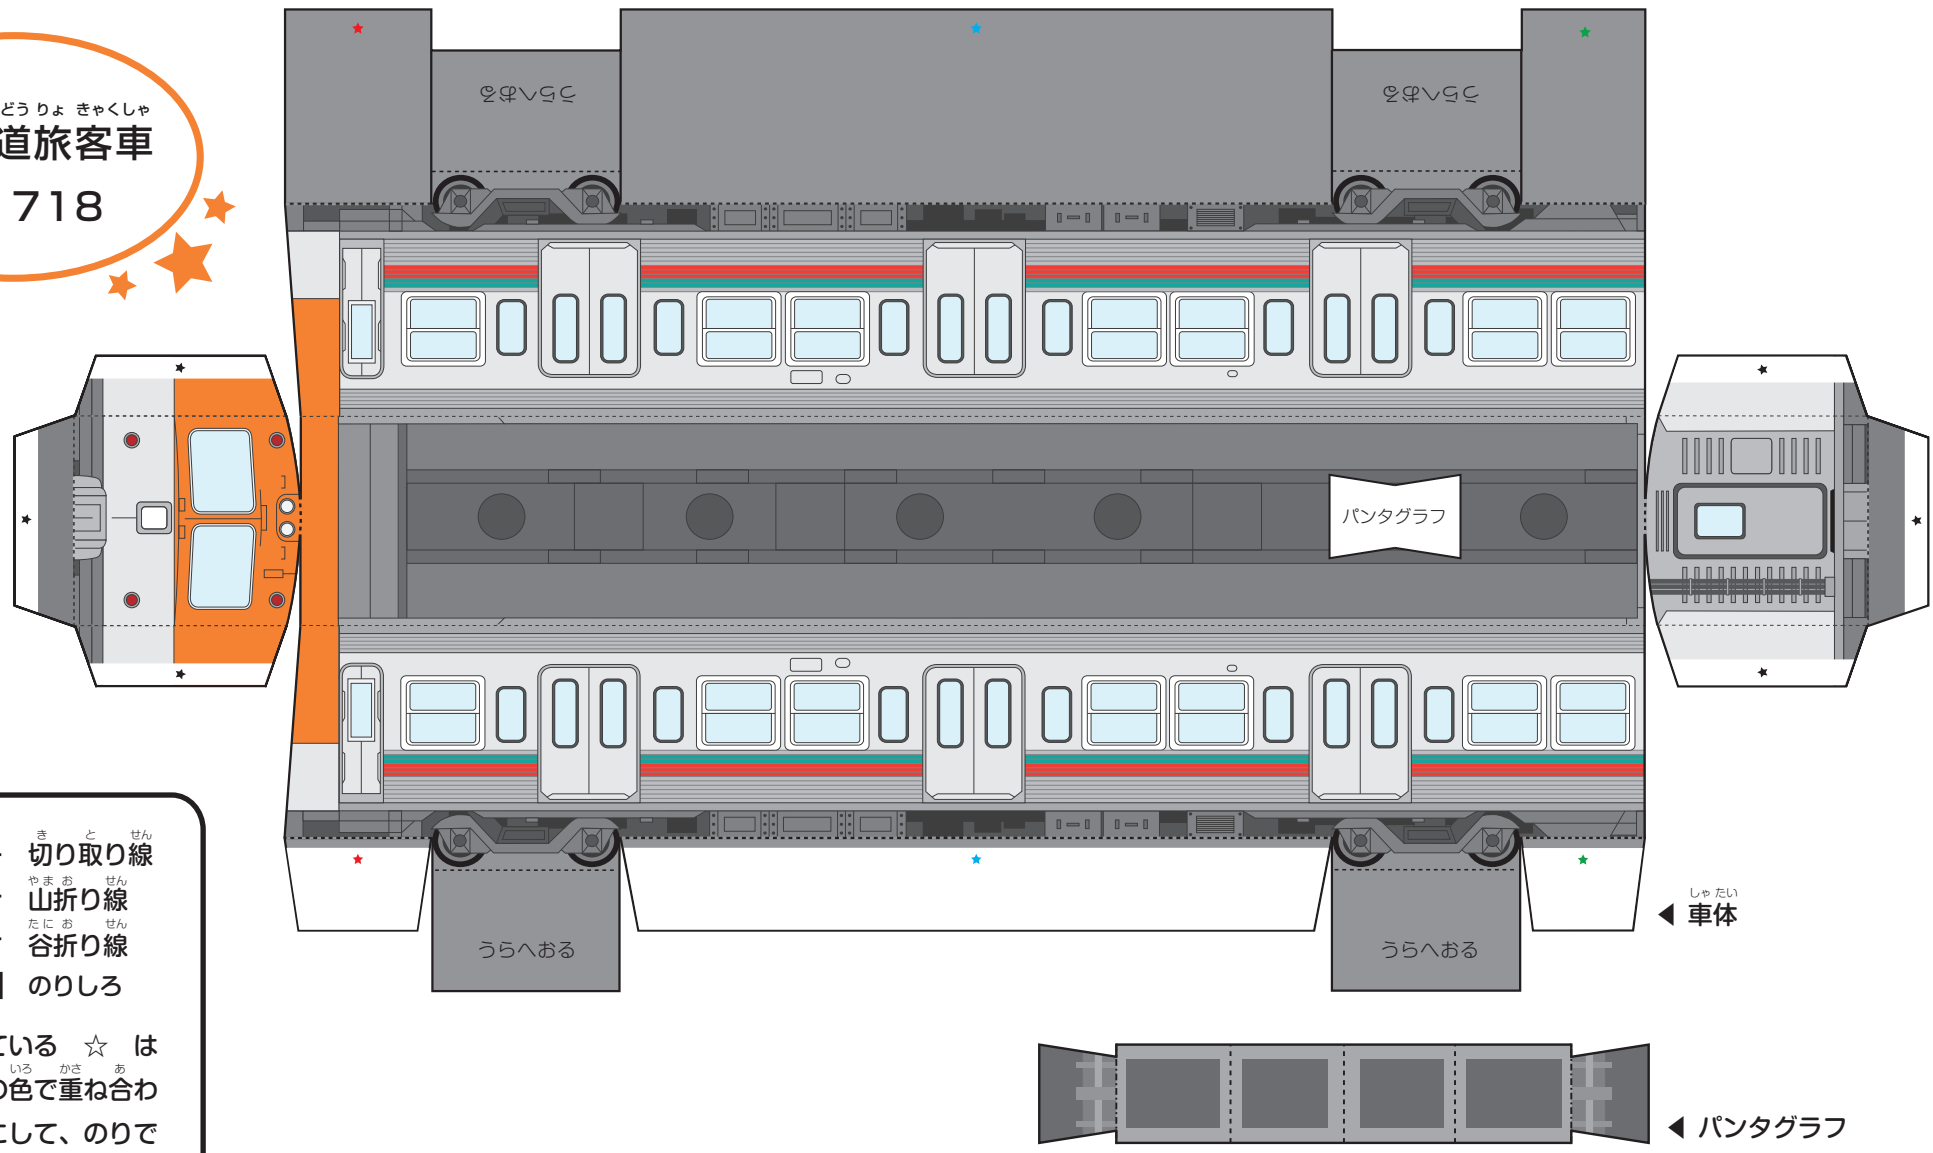 どう りょ きゃくしゃ
道旅客車
718
うらへおる
うらへおる
パンタグラフ
き と せん
切り取り線
やま お せん
山折り線
たに お せん
谷折り線
のりしろ
ている ☆ は
いろ かさ あ
の色で重ね合わ
にして、のりで
うらへおる
うらへおる
しゃ たい
◀ 車体
◀ パンタグラフ